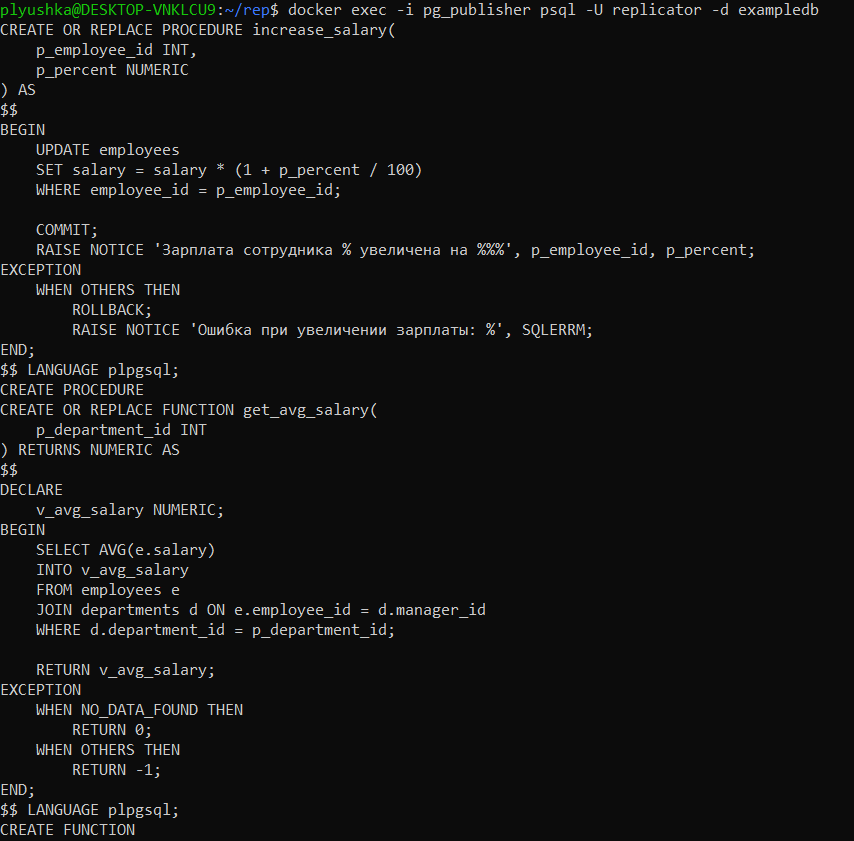 plyushka@DESKTOP-VNKLCU9:~/rep$ docker exec -i pg_publisher psql -U replicator -d exampledb
CREATE OR REPLACE PROCEDURE increase_salary(
    p_employee_id INT,
    p_percent NUMERIC
) AS
$$
BEGIN
    UPDATE employees
    SET salary = salary * (1 + p_percent / 100)
    WHERE employee_id = p_employee_id;

    COMMIT;
    RAISE NOTICE 'Зарплата сотрудника % увеличена на %%%', p_employee_id, p_percent;
EXCEPTION
    WHEN OTHERS THEN
        ROLLBACK;
        RAISE NOTICE 'Ошибка при увеличении зарплаты: %', SQLERRM;
END;
$$ LANGUAGE plpgsql;
CREATE PROCEDURE
CREATE OR REPLACE FUNCTION get_avg_salary(
    p_department_id INT
) RETURNS NUMERIC AS
$$
DECLARE
    v_avg_salary NUMERIC;
BEGIN
    SELECT AVG(e.salary)
    INTO v_avg_salary
    FROM employees e
    JOIN departments d ON e.employee_id = d.manager_id
    WHERE d.department_id = p_department_id;

    RETURN v_avg_salary;
EXCEPTION
    WHEN NO_DATA_FOUND THEN
        RETURN 0;
    WHEN OTHERS THEN
        RETURN -1;
END;
$$ LANGUAGE plpgsql;
CREATE FUNCTION